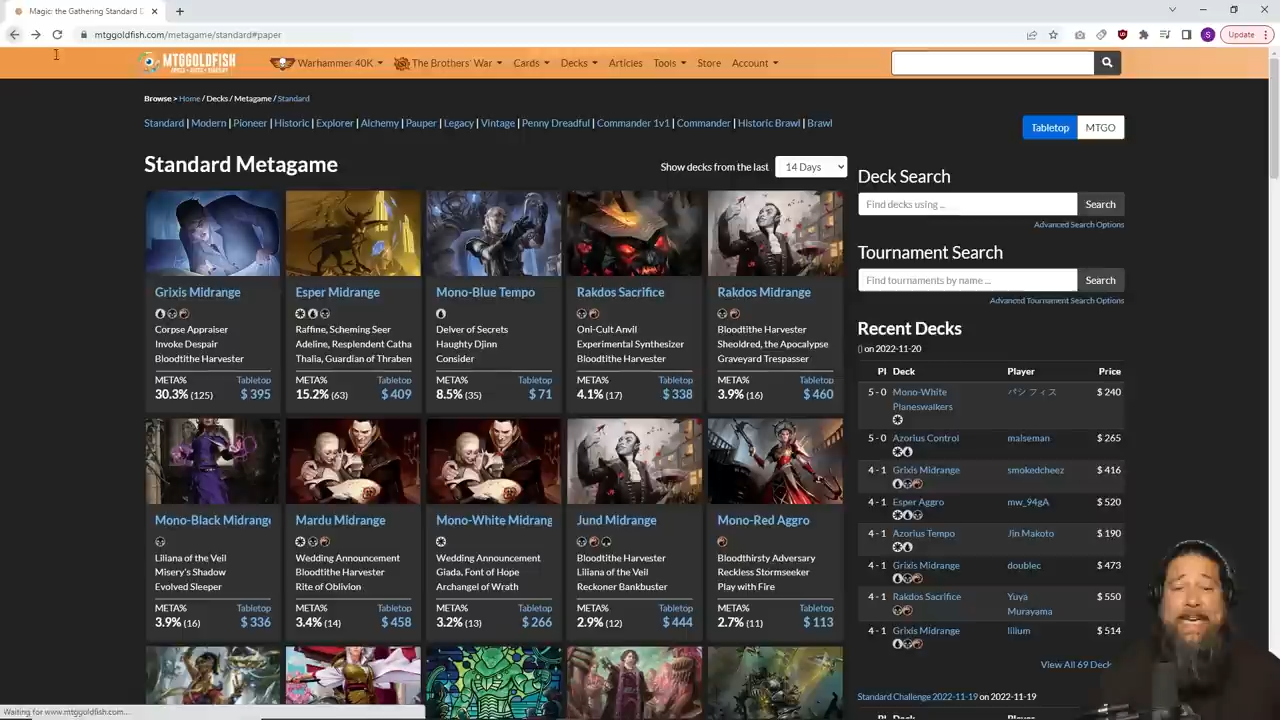 Magic: the Gathering Standard D
mtggoldfish.com/metagame/standard#paper
S
Update
MTGGOLDFISH
Warhammer 40K
The Brothers' War
Cards
Decks
Articles
Tools
Store
Account
Browse > Home / Decks / Metagame / Standard
Standard | Modern | Pioneer | Historic | Explorer | Alchemy | Pauper | Legacy | Vintage | Penny Dreadful | Commander 1v1 | Commander | Historic Brawl | Brawl
Tabletop
MTGO
Standard Metagame
Show decks from the last
14 Days
Grixis Midrange
Corpse Appraiser
Invoke Despair
Bloodtithe Harvester
META%
Tabletop
30.3% (125)
$ 395
Esper Midrange
Raffine, Scheming Seer
Adeline, Resplendent Catha
Thalia, Guardian of Thraben
META%
Tabletop
15.2% (63)
$ 409
Mono-Blue Tempo
Delver of Secrets
Haughty Djinn
Consider
META%
Tabletop
8.5% (35)
$ 71
Rakdos Sacrifice
Oni-Cult Anvil
Experimental Synthesizer
Bloodtithe Harvester
META%
Tabletop
4.1% (17)
$ 338
Rakdos Midrange
Bloodtithe Harvester
Sheoldred, the Apocalypse
Graveyard Trespasser
META%
Tabletop
3.9% (16)
$ 460
Mono-Black Midrange
Liliana of the Veil
Misery's Shadow
Evolved Sleeper
META%
Tabletop
3.9% (16)
$ 336
Mardu Midrange
Wedding Announcement
Bloodtithe Harvester
Rite of Oblivion
META%
Tabletop
3.4% (14)
$ 458
Mono-White Midrang
Wedding Announcement
Giada, Font of Hope
Archangel of Wrath
META%
Tabletop
3.2% (13)
$ 266
Jund Midrange
Bloodtithe Harvester
Liliana of the Veil
Reckoner Bankbuster
META%
Tabletop
2.9% (12)
$ 444
Mono-Red Aggro
Bloodthirsty Adversary
Reckless Stormseeker
Play with Fire
META%
Tabletop
2.7% (11)
$ 113
Deck Search
Find decks using ...
Search
Advanced Search Options
Tournament Search
Find tournaments by name ...
Search
Advanced Tournament Search Options
Recent Decks
() on 2022-11-20
Pl Deck Player Price
5 - 0 Mono-White Planeswalkers パシフィス $ 240
5 - 0 Azorius Control malseman $ 265
4 - 1 Grixis Midrange smokedcheez $ 416
4 - 1 Esper Aggro mw_94gA $ 520
4 - 1 Azorius Tempo Jin Makoto $ 190
4 - 1 Grixis Midrange doublec $ 473
4 - 1 Rakdos Sacrifice Yuya Murayama $ 550
4 - 1 Grixis Midrange lilium $ 514
View All 69 Deck
Standard Challenge 2022-11-19 on 2022-11-19
Waiting for www.mtggoldfish.com...